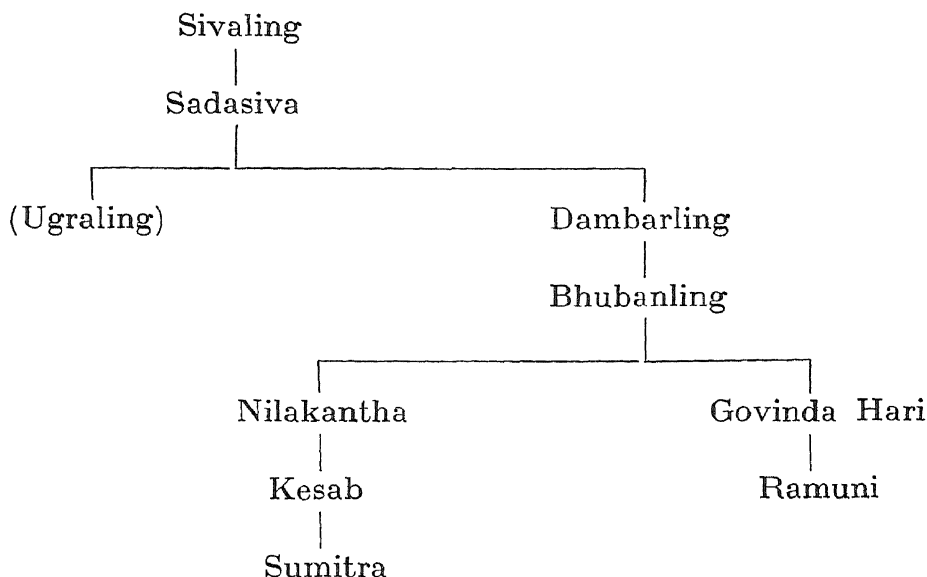 Sivaling
Sadasiva
(Ugraling) Dambarling
Bhubanling
Nilakantha Govinda Hari
Kesab Ramuni
Sumitra